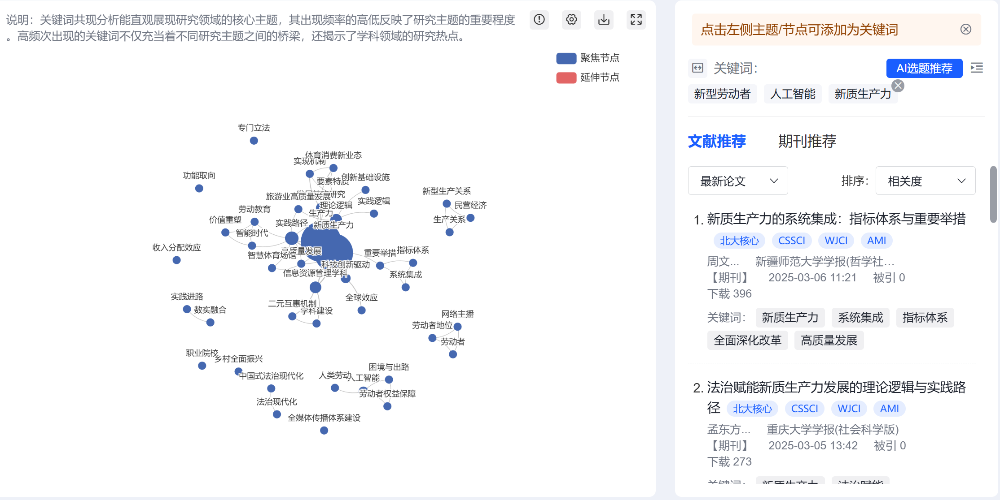 说明：关键词共现分析能直观展现研究领域的核心主题，其出现频率的高低反映了研究主题的重要程度
。高频次出现的关键词不仅充当着不同研究主题之间的桥梁，还揭示了学科领域的研究热点。
聚焦节点
延伸节点
专门立法
体育消费新业态
实现机制
功能取向
创新基础设施
要素特质
旅游业高质量发展
理论逻辑
实践逻辑
生产力
劳动教育
价值重塑
实践路径
新质生产力
智能时代
新型生产关系
民营经济
生产关系
收入分配效应
高质量发展
智慧体育场馆
重要举措
指标体系
科技创新驱动
信息资源管理学科
系统集成
实践进路
数实融合
二元互惠机制
学科建设
全球效应
网络主播
劳动者地位
劳动者
职业院校
乡村全面振兴
中国式法治现代化
法治现代化
人类劳动
人工智能
困境与出路
劳动者权益保障
全媒体传播体系建设
点击左侧主题/节点可添加为关键词
关键词：
AI选题推荐
新型劳动者 人工智能 新质生产力
文献推荐 期刊推荐
最新论文 排序： 相关度
1. 新质生产力的系统集成：指标体系与重要举措
北大核心 CSSCI WJCI AMI
周文... 新疆师范大学学报(哲学社...
【期刊】 2025-03-06 11:21 被引 0
下载 396
关键词： 新质生产力 系统集成 指标体系
全面深化改革 高质量发展
2. 法治赋能新质生产力发展的理论逻辑与实践路
径 北大核心 CSSCI WJCI AMI
孟东方... 重庆大学学报(社会科学版)
【期刊】 2025-03-05 13:42 被引 0
下载 273
关键词： 新质生产力 法治赋能